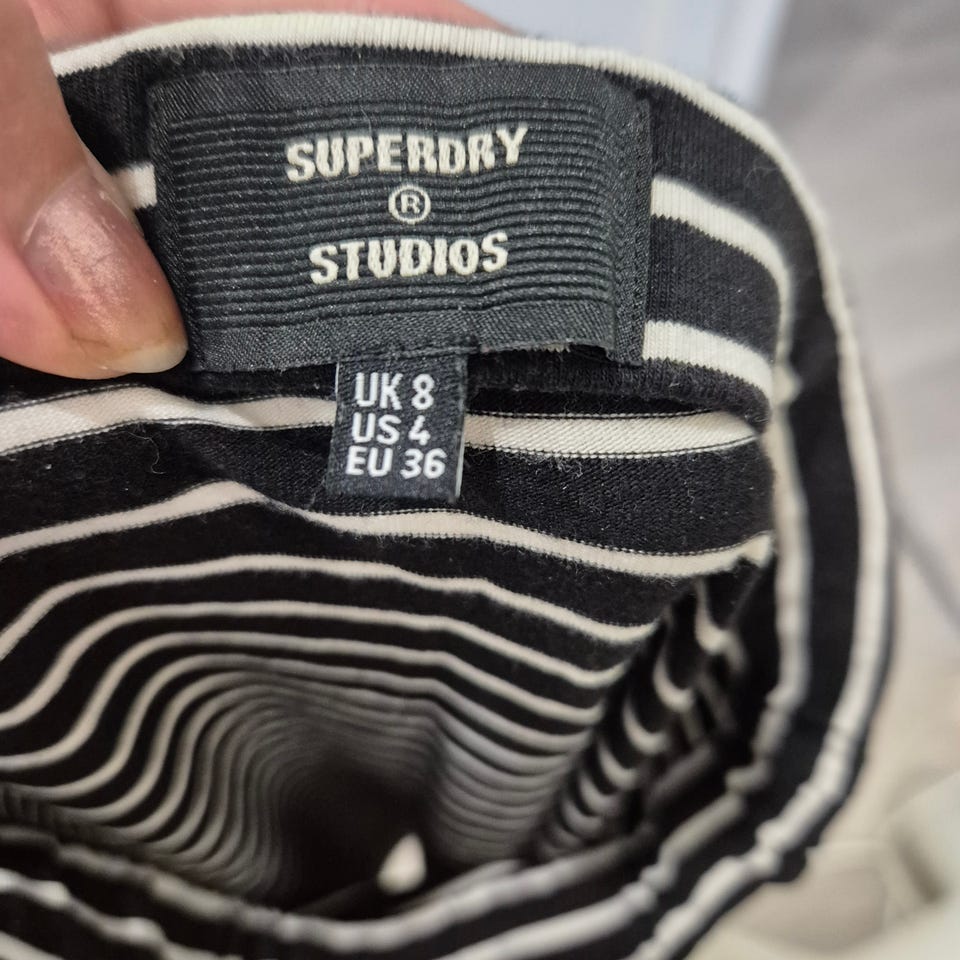 SUPERDRY
®
STUDIOS
UK 8
US 4
EU 36